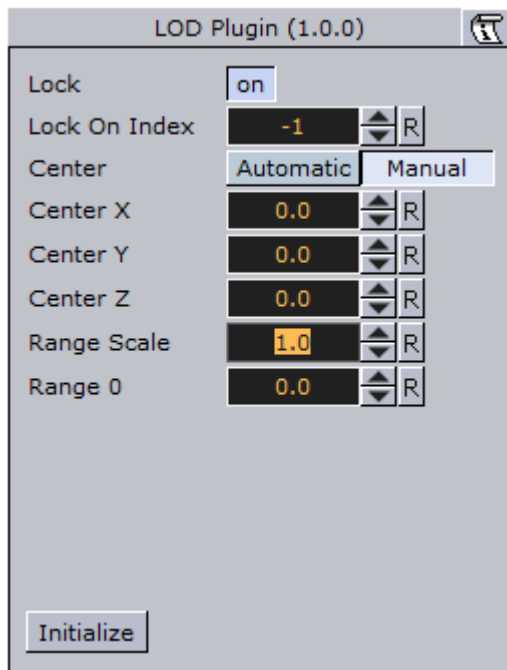 LOD Plugin (1.0.0)
Lock on
Lock On Index -1 R
Center Automatic Manual
Center X 0.0 R
Center Y 0.0 R
Center Z 0.0 R
Range Scale 1.0 R
Range 0 0.0 R
Initialize